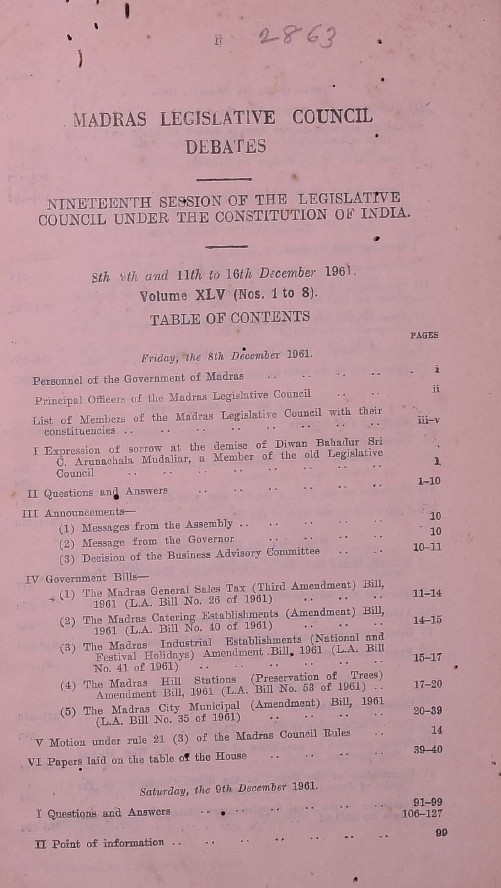 2863
MADRAS LEGISLATIVE COUNCIL
DEBATES
NINETEENTH SESSION OF THE LEGISLATIVE
COUNCIL UNDER THE CONSTITUTION OF INDIA.
8th 9th and 11th to 16th December 1961.
Volume XLV (Nos. 1 to 8).
TABLE OF CONTENTS
PAGES
Friday, the 8th December 1961.
Personnel of the Government of Madras .. .. .. .. i
Principal Officers of the Madras Legislative Council .. .. ii
List of Members of the Madras Legislative Council with their
constituencies .. .. .. .. .. .. .. iii-v
I Expression of sorrow at the demise of Diwan Bahadur Sri
C. Arunachala Mudaliar, a Member of the old Legislative
Council .. .. .. .. .. .. .. 1
II Questions and Answers .. .. .. .. .. 1-10
III Announcements—
(1) Messages from the Assembly .. .. .. .. .. 10
(2) Message from the Governor .. .. .. .. 10
(3) Decision of the Business Advisory Committee .. .. 10-11
IV Government Bills—
(1) The Madras General Sales Tax (Third Amendment) Bill,
1961 (L.A. Bill No. 26 of 1961) .. .. .. 11-14
(2) The Madras Catering Establishments (Amendment) Bill,
1961 (L.A. Bill No. 40 of 1961) .. .. .. 14-15
(3) The Madras Industrial Establishments (National and
Festival Holidays) Amendment Bill, 1961 (L.A. Bill
No. 41 of 1961) .. .. .. .. .. .. 15-17
(4) The Madras Hill Stations (Preservation of Trees)
Amendment Bill, 1961 (L.A. Bill No. 53 of 1961) .. 17-20
(5) The Madras City Municipal (Amendment) Bill, 1961
(L.A. Bill No. 35 of 1961) .. .. .. .. 20-39
V Motion under rule 21 (3) of the Madras Council Rules .. 14
VI Papers laid on the table of the House .. .. .. .. 39-40
Saturday, the 9th December 1961.
I Questions and Answers .. .. .. .. .. 91-99
106-127
II Point of information .. .. .. .. .. .. .. 99